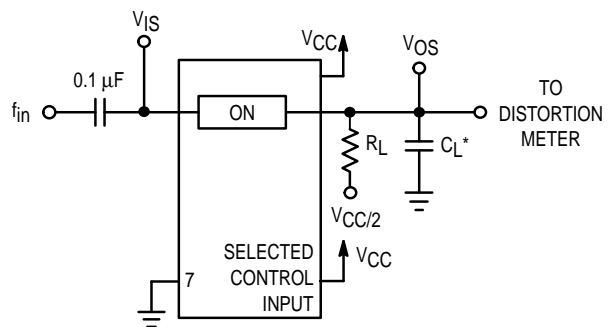 V_IS
V_CC
V_OS
0.1 μF
f_in
ON
TO
DISTORTION
METER
R_L
C_L*
V_CC/2
7
SELECTED
CONTROL
INPUT
V_CC